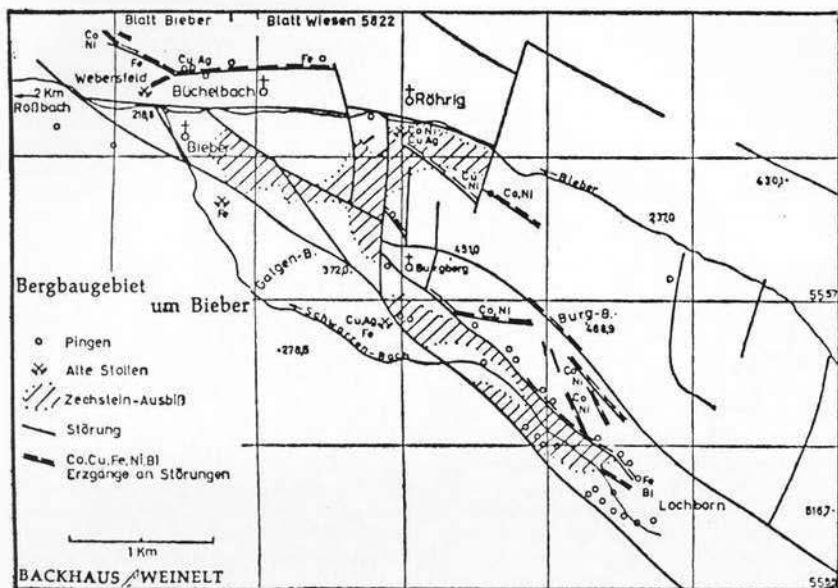 Blatt Bieber
Blatt Wiesen 5822
Co
Ni
Fe
Cu Ag
Fe
Webersfeld
Büchelbach
Röhrig
2 Km
Roßbach
218,8
Bieber
Co Ni
Cu Ag
Cu
Ni
Co, Ni
Bieber
430,1
237,0
Fe
Galgen-B.
372,0
451,0
Burgberg
5557
Bergbaugebiet
um Bieber
Schwarzen-Bach
278,5
Cu, Ag
Fe
Co, Ni
Burg-B.
468,9
Co
Ni
Co
Ni
Pingen
Alte Stollen
Zechstein-Ausbiß
Störung
Co, Cu, Fe, Ni, Bi
Erzgänge an Störungen
Fe
Bi
Lochborn
516,7
1 Km
BACKHAUS/WEINELT